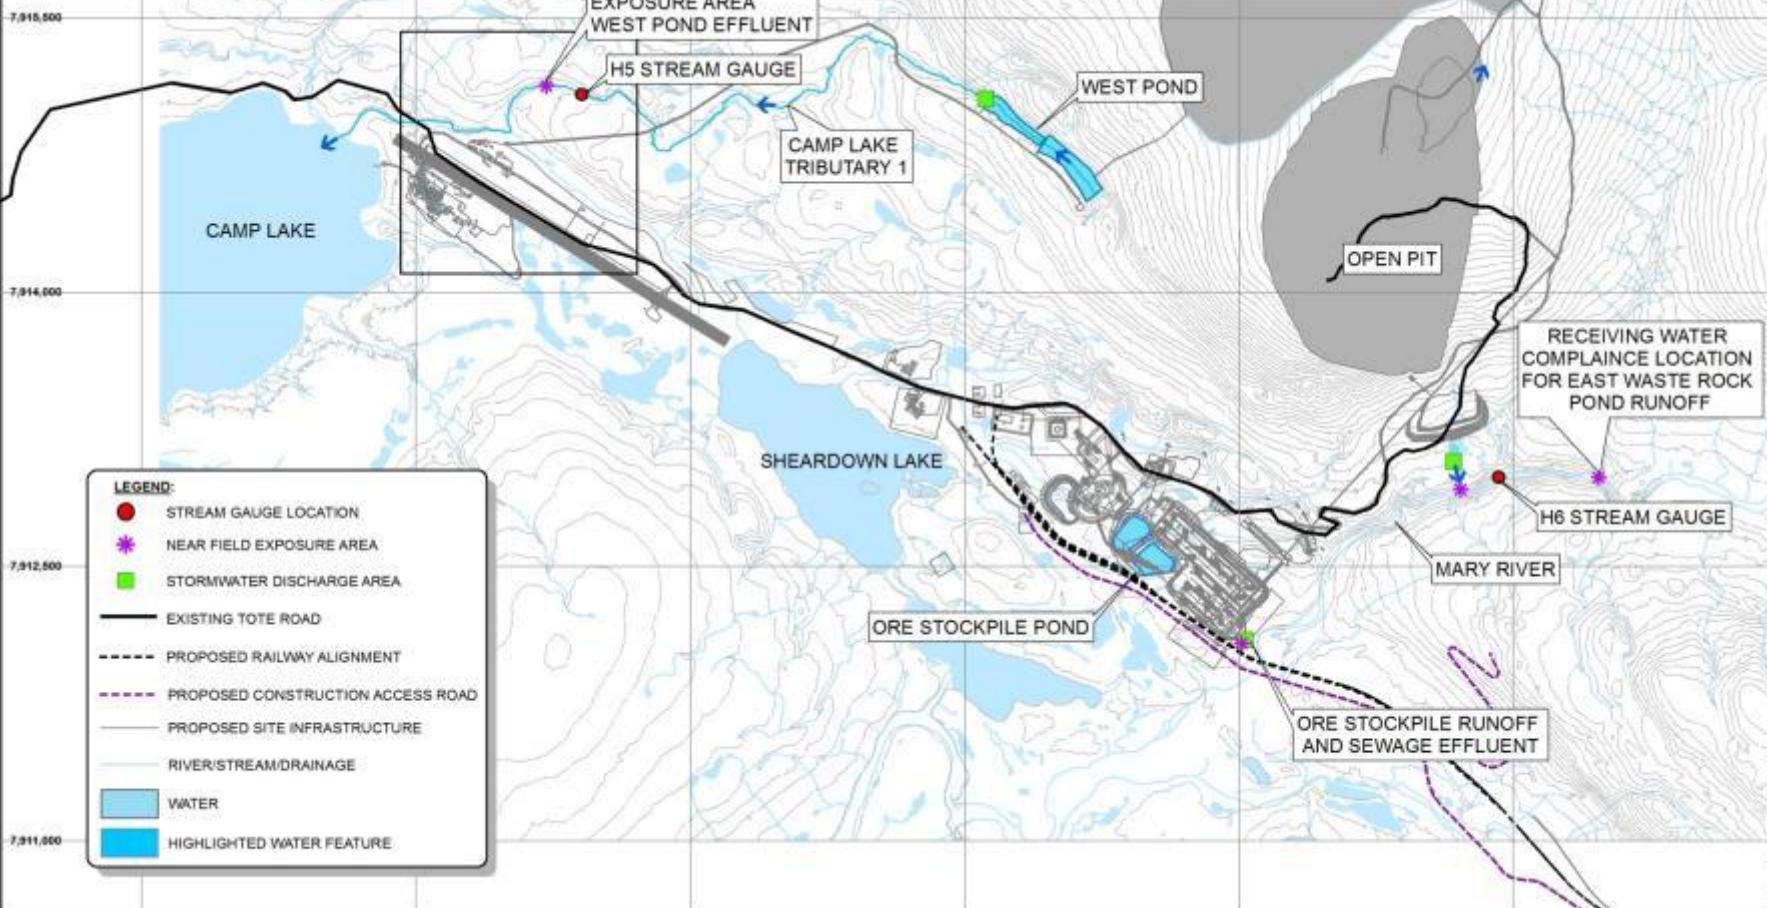 7,915,500
EXPOSURE AREA
WEST POND EFFLUENT
H5 STREAM GAUGE
WEST POND
CAMP LAKE
TRIBUTARY 1
CAMP LAKE
OPEN PIT
7,914,000
RECEIVING WATER
COMPLAINCE LOCATION
FOR EAST WASTE ROCK
POND RUNOFF
SHEARDOWN LAKE
H6 STREAM GAUGE
MARY RIVER
7,912,500
ORE STOCKPILE POND
ORE STOCKPILE RUNOFF
AND SEWAGE EFFLUENT
7,911,000
LEGEND:
STREAM GAUGE LOCATION
NEAR FIELD EXPOSURE AREA
STORMWATER DISCHARGE AREA
EXISTING TOTE ROAD
PROPOSED RAILWAY ALIGNMENT
PROPOSED CONSTRUCTION ACCESS ROAD
PROPOSED SITE INFRASTRUCTURE
RIVER/STREAM/DRAINAGE
WATER
HIGHLIGHTED WATER FEATURE